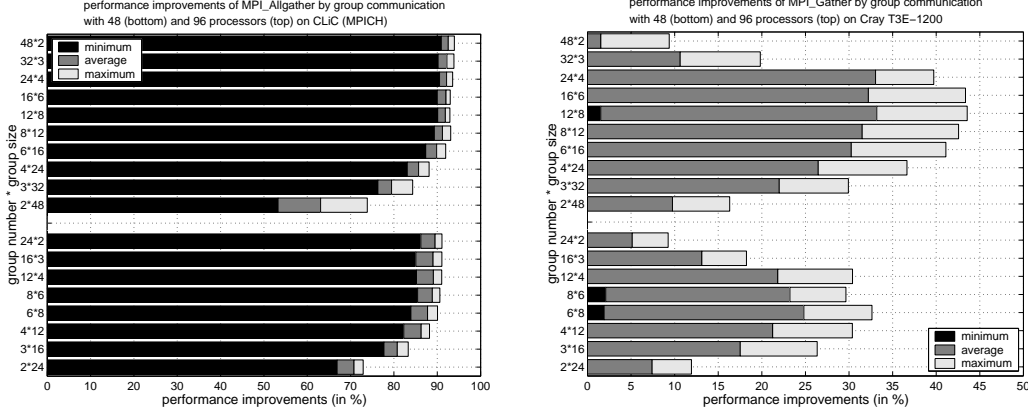 performance improvements of MPI_Allgather by group communication
with 48 (bottom) and 96 processors (top) on CLiC (MPICH)
minimum
average
maximum
group number * group size
48*2
32*3
24*4
16*6
12*8
8*12
6*16
4*24
3*32
2*48
24*2
16*3
12*4
8*6
6*8
4*12
3*16
2*24
0 10 20 30 40 50 60 70 80 90 100
performance improvements (in %)
performance improvements of MPI_Gather by group communication
with 48 (bottom) and 96 processors (top) on Cray T3E−1200
group number * group size
48*2
32*3
24*4
16*6
12*8
8*12
6*16
4*24
3*32
2*48
24*2
16*3
12*4
8*6
6*8
4*12
3*16
2*24
minimum
average
maximum
0 5 10 15 20 25 30 35 40 45 50
performance improvements (in %)